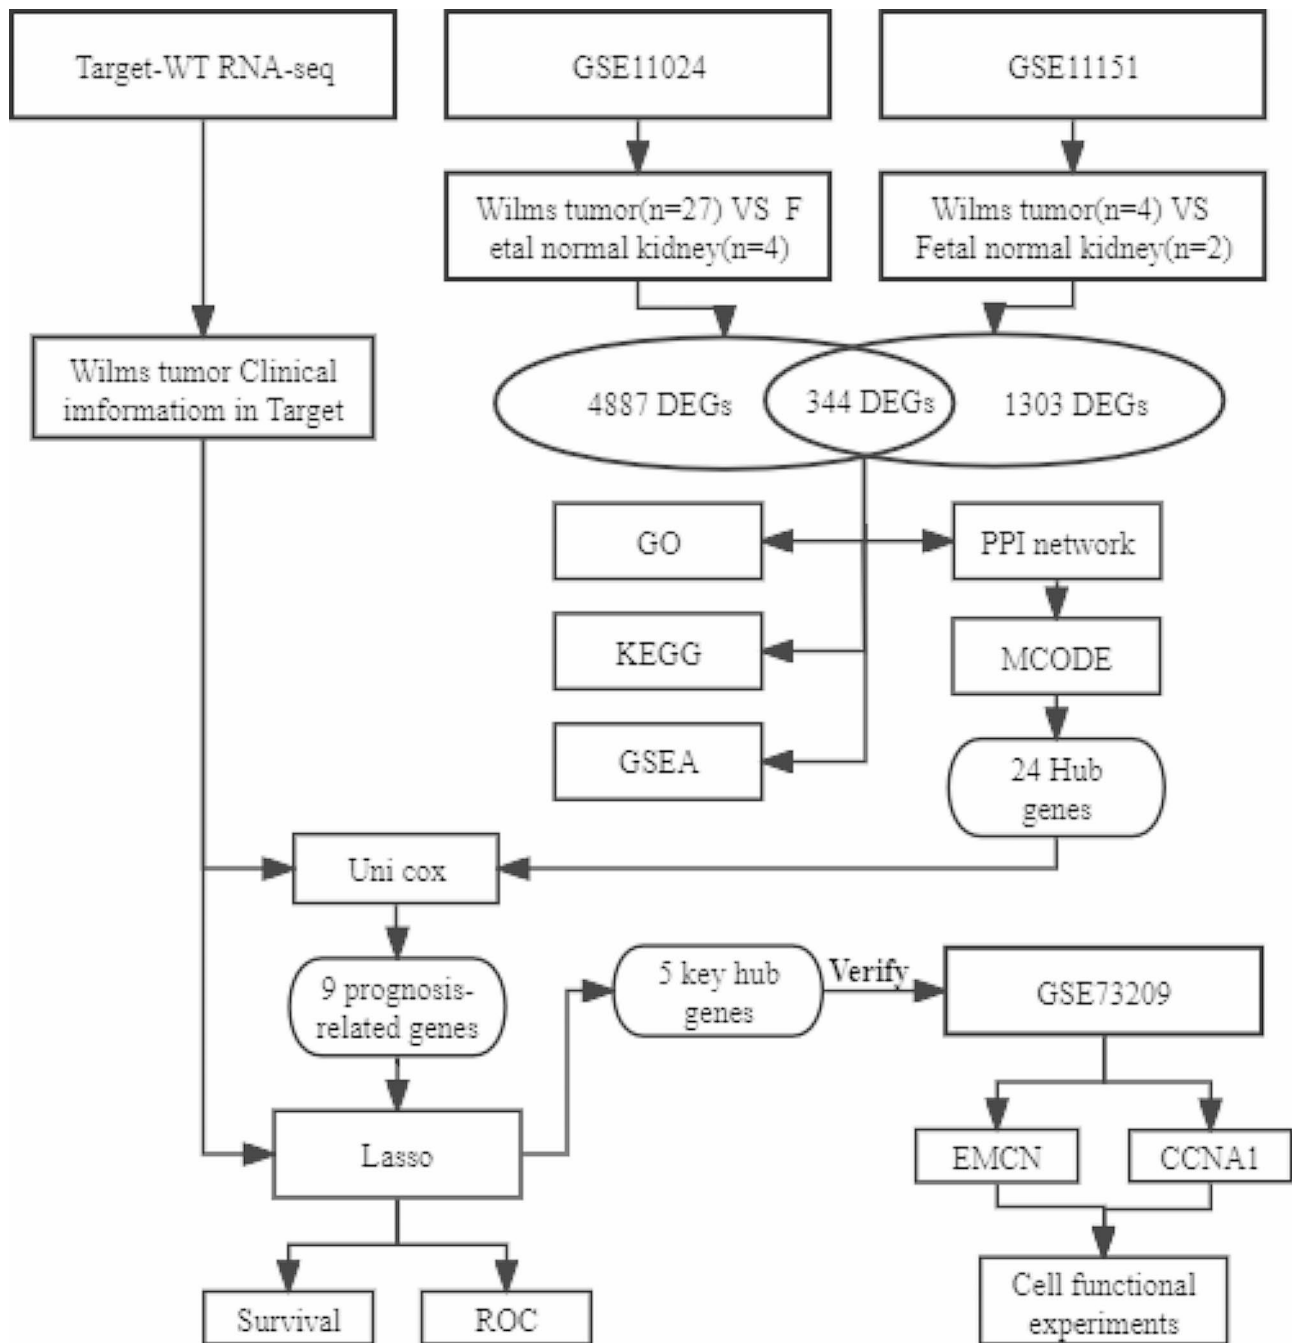 Target-WT RNA-seq
GSE11024
GSE11151
Wilms tumor(n=27) VS F
etal normal kidney(n=4)
Wilms tumor(n=4) VS
Fetal normal kidney(n=2)
Wilms tumor Clinical
imformatiom in Target
4887 DEGs
344 DEGs
1303 DEGs
GO
PPI network
KEGG
MCODE
GSEA
24 Hub
genes
Uni cox
9 prognosis-
related genes
5 key hub
genes
Verify
GSE73209
Lasso
EMCN
CCNA1
Survival
ROC
Cell functional
experiments